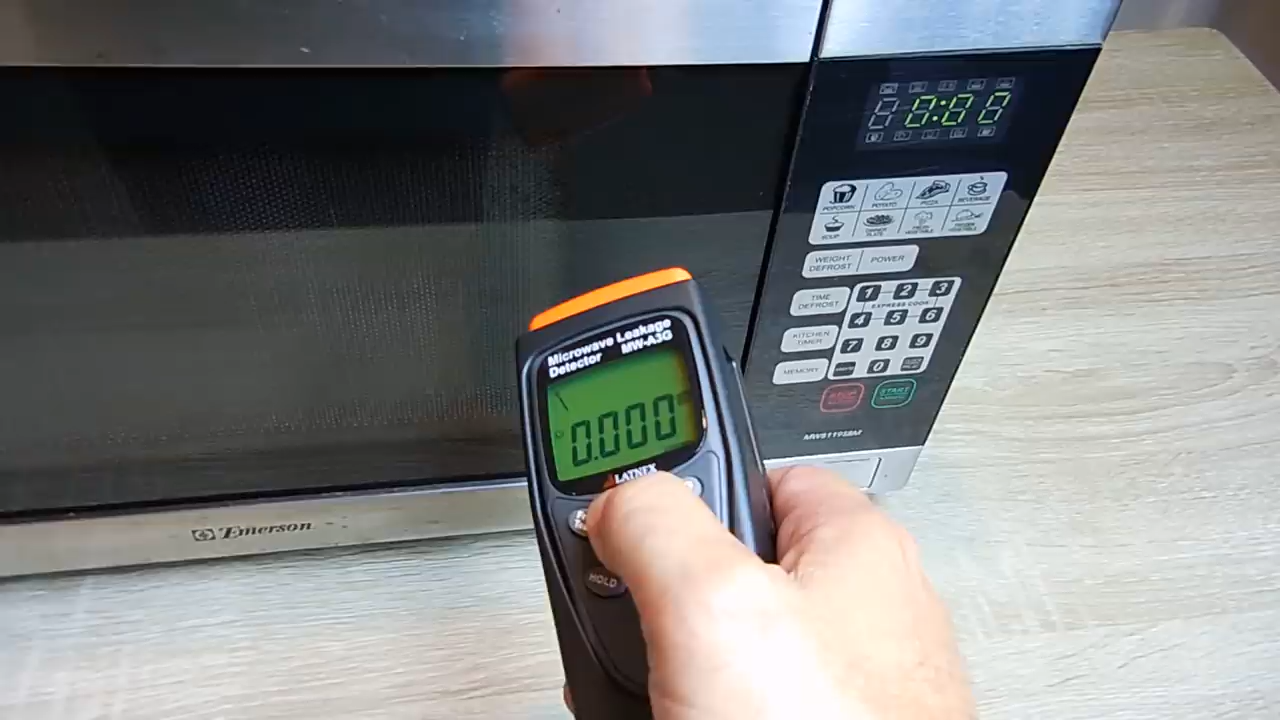 0:00
POPCORN POTATO PIZZA BEVERAGE
SOUP DINNER PLATE FRESH VEGETABLE FROZEN VEGETABLE
WEIGHT DEFROST POWER
TIME DEFROST
1 2 3
EXPRESS COOK
KITCHEN TIMER
4 5 6
7 8 9
MEMORY
0
START
Microwave Leakage
Detector MW-A3G
0.000
LATNEX
HOLD
Emerson